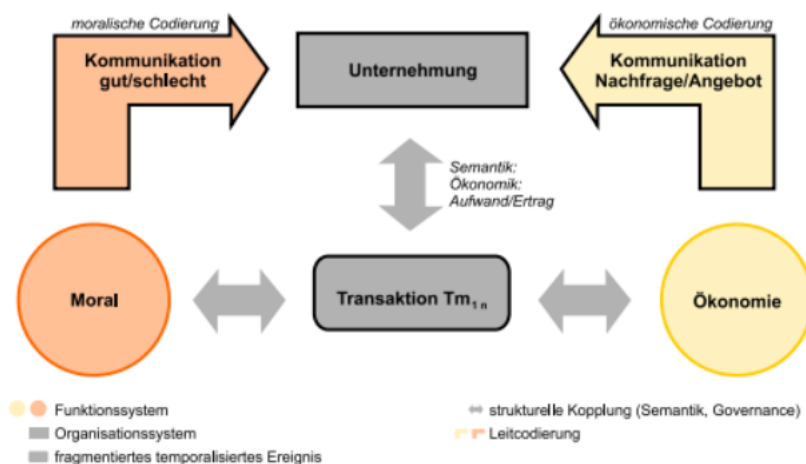 moralische Codierung
ökonomische Codierung
Kommunikation
gut/schlecht
Unternehmung
Kommunikation
Nachfrage/Angebot
Semantik:
Ökonomik:
Aufwand/Ertrag
Moral
Transaktion Tm1 n
Ökonomie
Funktionssystem
Organisationssystem
fragmentiertes temporalisiertes Ereignis
strukturelle Kopplung (Semantik, Governance)
Leitcodierung